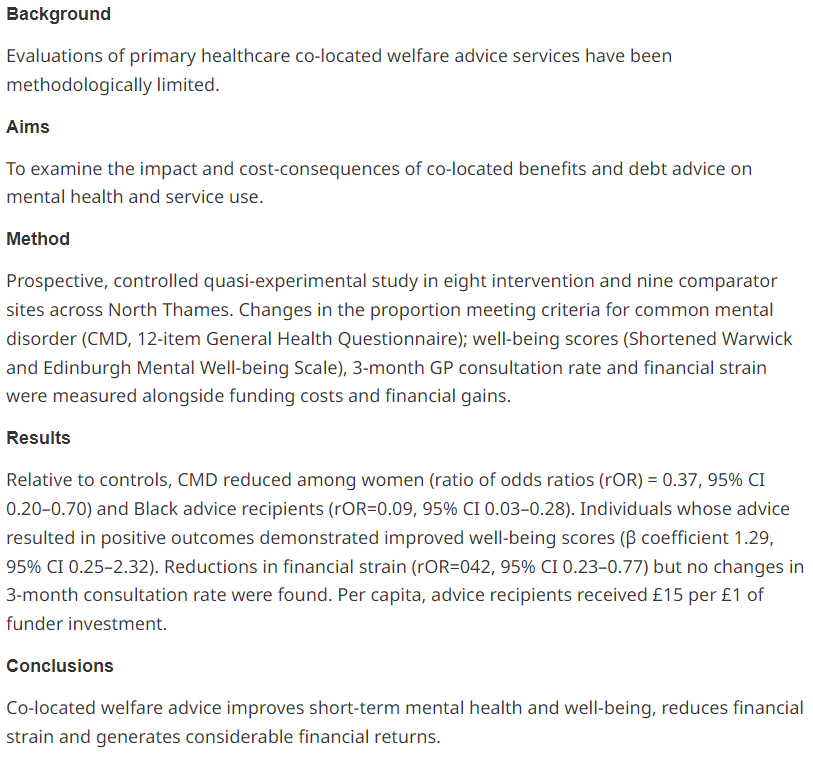 Background
Evaluations of primary healthcare co-located welfare advice services have been
methodologically limited.
Aims
To examine the impact and cost-consequences of co-located benefits and debt advice on
mental health and service use.
Method
Prospective, controlled quasi-experimental study in eight intervention and nine comparator
sites across North Thames. Changes in the proportion meeting criteria for common mental
disorder (CMD, 12-item General Health Questionnaire); well-being scores (Shortened Warwick
and Edinburgh Mental Well-being Scale), 3-month GP consultation rate and financial strain
were measured alongside funding costs and financial gains.
Results
Relative to controls, CMD reduced among women (ratio of odds ratios (rOR) = 0.37, 95% CI
0.20–0.70) and Black advice recipients (rOR=0.09, 95% CI 0.03–0.28). Individuals whose advice
resulted in positive outcomes demonstrated improved well-being scores (β coefficient 1.29,
95% CI 0.25–2.32). Reductions in financial strain (rOR=042, 95% CI 0.23–0.77) but no changes in
3-month consultation rate were found. Per capita, advice recipients received £15 per £1 of
funder investment.
Conclusions
Co-located welfare advice improves short-term mental health and well-being, reduces financial
strain and generates considerable financial returns.